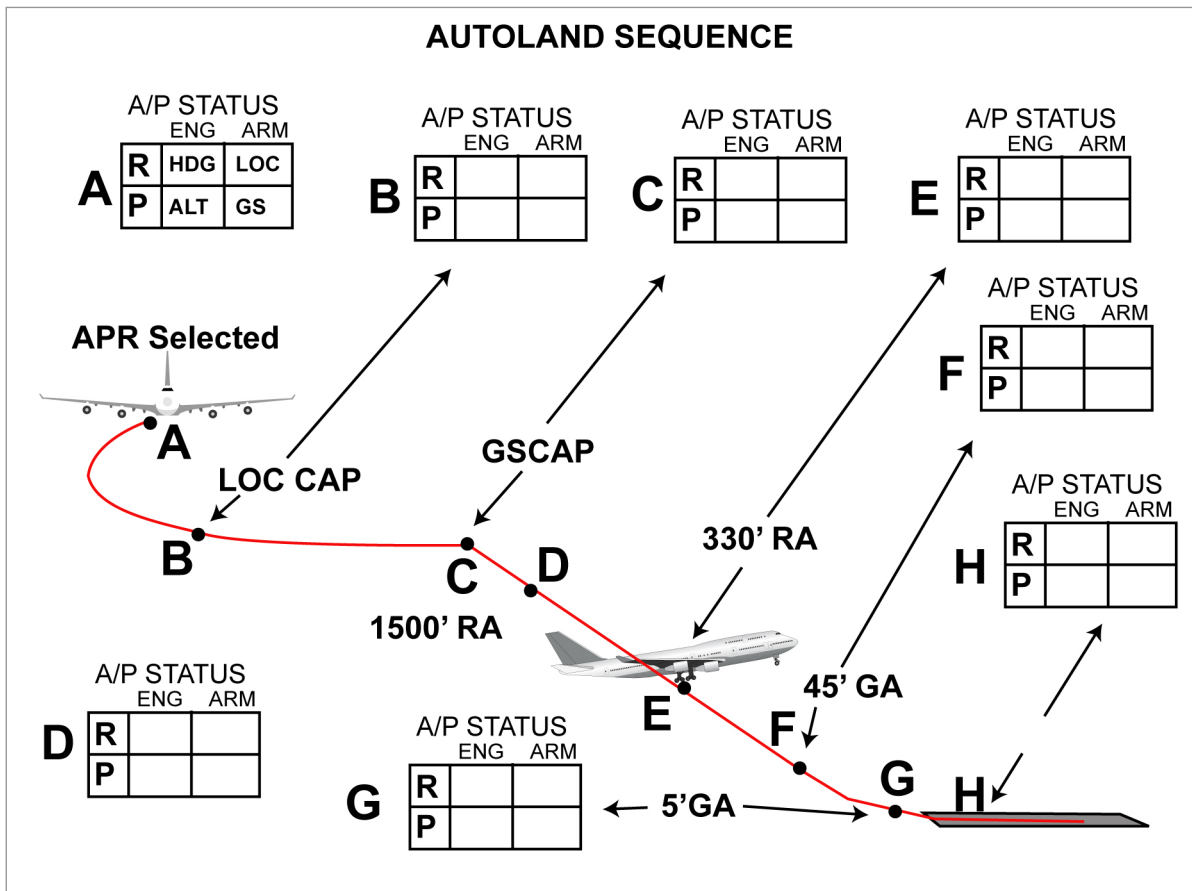 AUTOLAND SEQUENCE
A/P STATUS
ENG ARM
A
R HDG LOC
P ALT GS
A/P STATUS
ENG ARM
B
R
P
A/P STATUS
ENG ARM
C
R
P
A/P STATUS
ENG ARM
E
R
P
A/P STATUS
ENG ARM
F
R
P
APR Selected
A
LOC CAP
GSCAP
B
C
D
1500’ RA
330’ RA
A/P STATUS
ENG ARM
H
R
P
E
45’ GA
F
A/P STATUS
ENG ARM
D
R
P
A/P STATUS
ENG ARM
G
R
P
5’GA
G
H